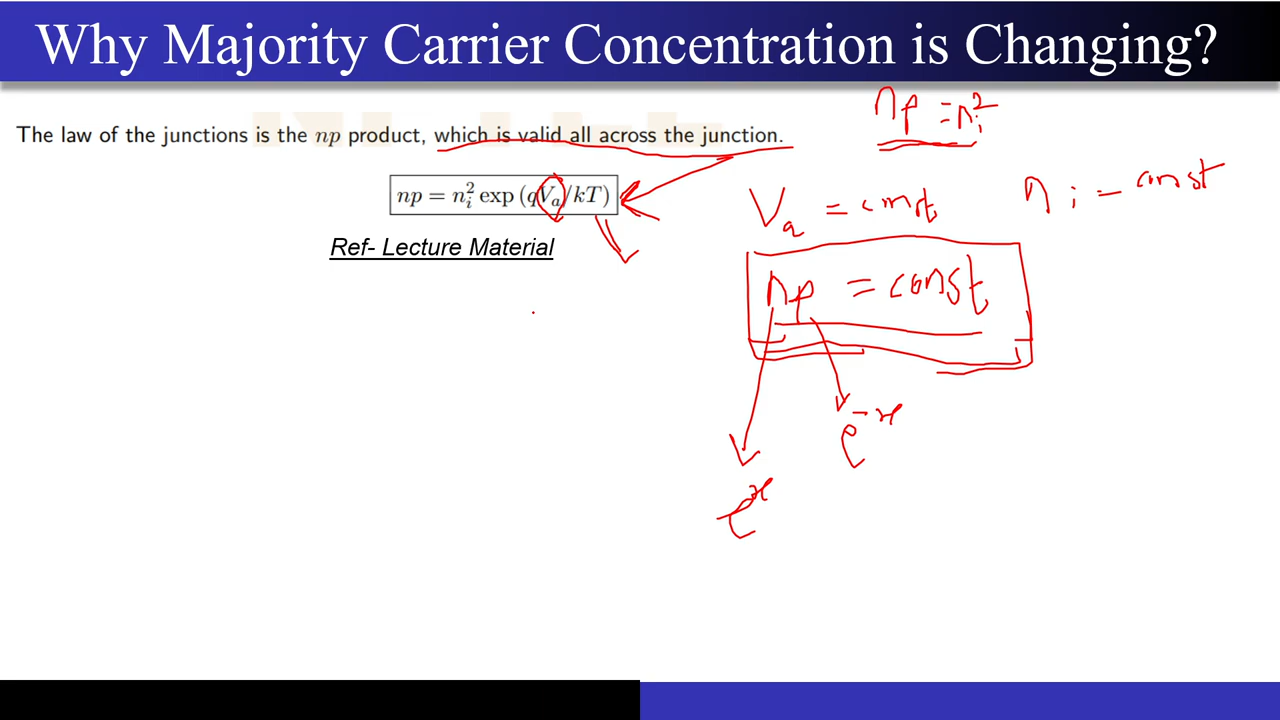 Why Majority Carrier Concentration is Changing?
np = n_i^2
The law of the junctions is the np product, which is valid all across the junction.
np = n_i^2 exp (qV_a/kT)
V_a = const
n_i = const
Ref- Lecture Material
np = const
e^{-x}
e^x